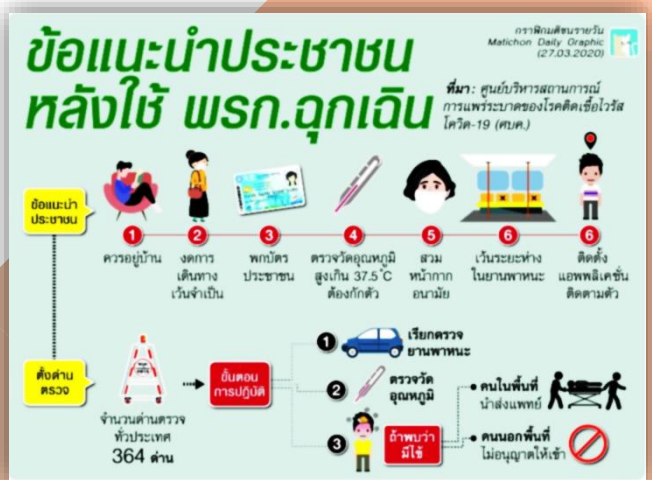 ข้อแนะนำประชาชน
หลังใช้ พรก.ฉุกเฉิน
กราฟิกมติชนรายวัน
Matichon Daily Graphic
(27.03.2020)
ที่มา : ศูนย์บริหารสถานการณ์
การแพร่ระบาดของโรคติดเชื้อไวรัส
โควิด-19 (ศบค.)
ข้อแนะนำ
ประชาชน
1
ควรอยู่บ้าน
2
งดการ
เดินทาง
เว้นจำเป็น
3
พกบัตร
ประชาชน
4
ตรวจวัดอุณหภูมิ
สูงเกิน 37.5 ํC
ต้องกักตัว
5
สวม
หน้ากาก
อนามัย
6
เว้นระยะห่าง
ในยานพาหนะ
6
ติดตั้ง
แอพพลิเคชั่น
ติดตามตัว
ตั้งด่าน
ตรวจ
จำนวนด่านตรวจ
ทั่วประเทศ
364 ด่าน
ขั้นตอน
การปฏิบัติ
1
เรียกตรวจ
ยานพาหนะ
2
ตรวจวัด
อุณหภูมิ
3
ถ้าพบว่า
มีไข้
• คนในพื้นที่
นำส่งแพทย์
• คนนอกพื้นที่
ไม่อนุญาตให้เข้า